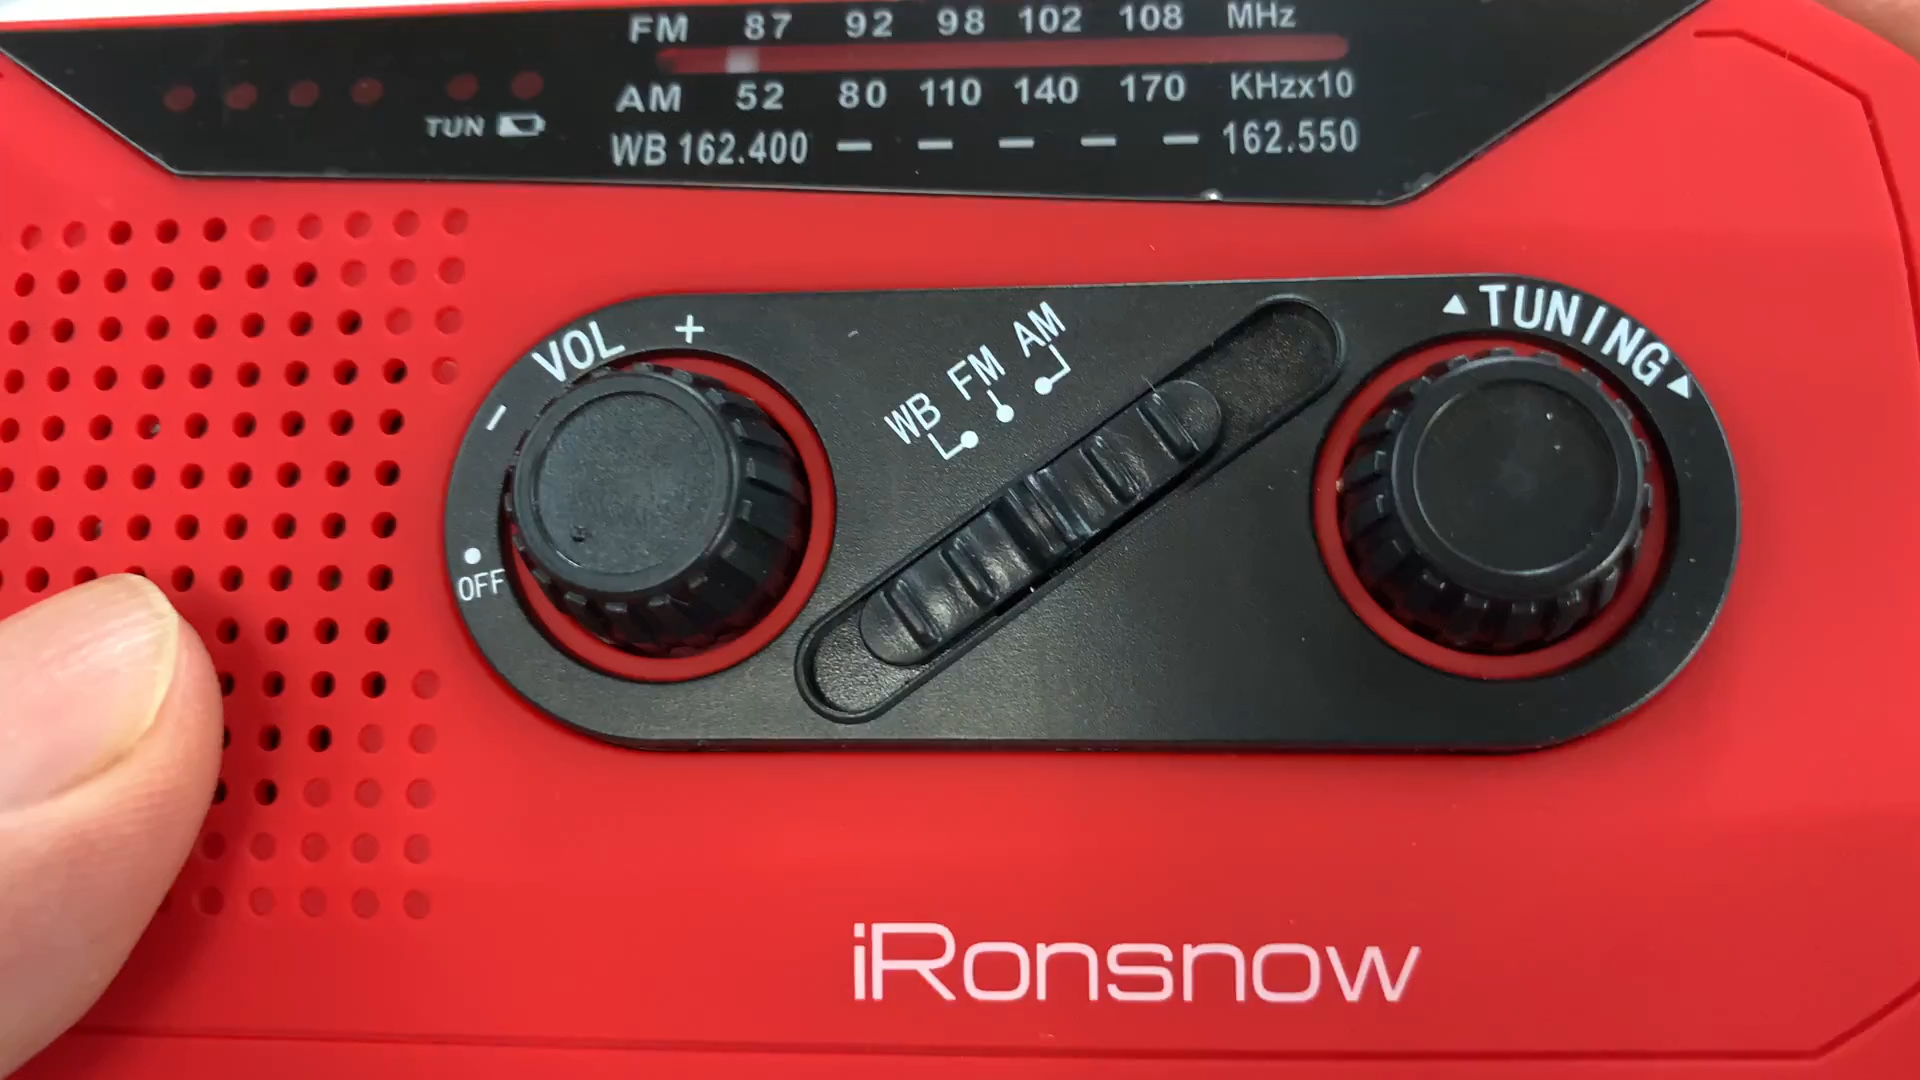 FM 87 92 98 102 108 MHz
AM 52 80 110 140 170 KHzx10
TUN
WB 162.400 — — — — — 162.550
VOL
- +
OFF
WB FM AM
TUNING
iRonsnow